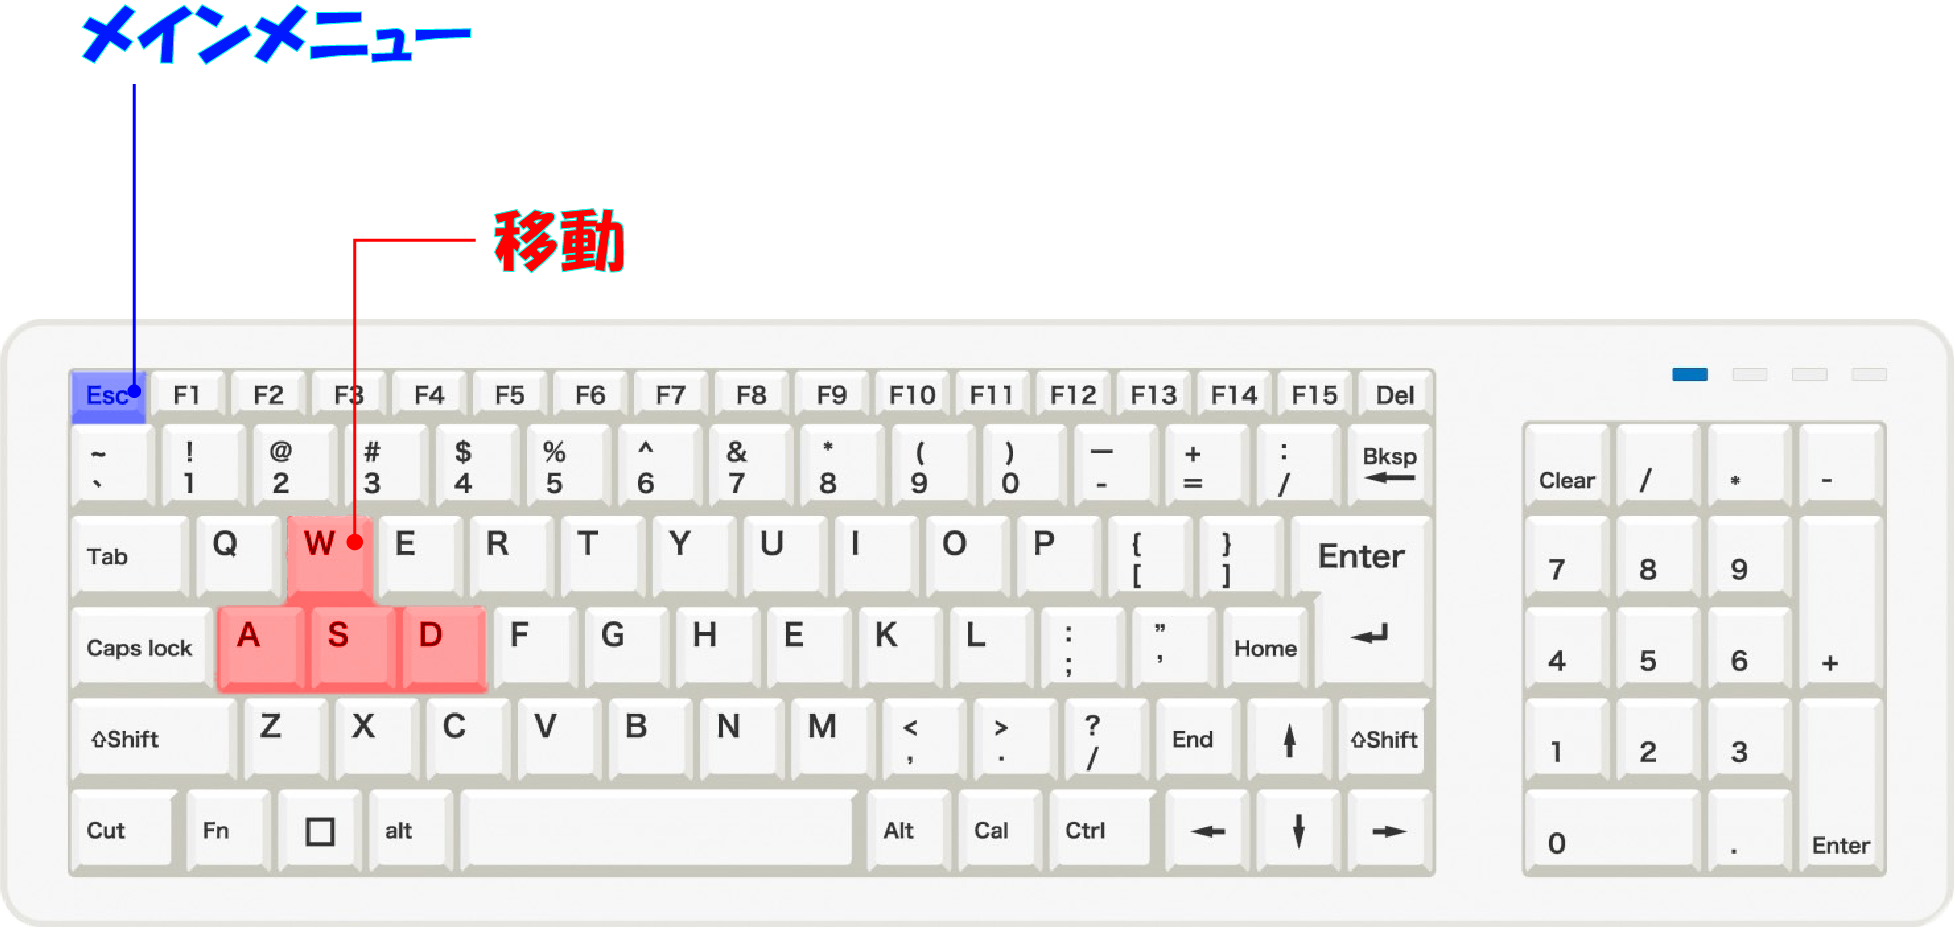 メインメニュー
移動
Esc F1 F2 F3 F4 F5 F6 F7 F8 F9 F10 F11 F12 F13 F14 F15 Del
~ ! @ # $ % ^ & * ( ) — + : Bksp
` 1 2 3 4 5 6 7 8 9 0 - = / ←
Clear / * -
Tab Q W E R T Y U I O P { } Enter
[ ]
7 8 9
Caps lock A S D F G H E K L : ” Home ↵
; ,
4 5 6 +
⇧Shift Z X C V B N M < > ? End ↑ ⇧Shift
, . /
1 2 3
Cut Fn □ alt Alt Cal Ctrl ← ↓ →
0 . Enter